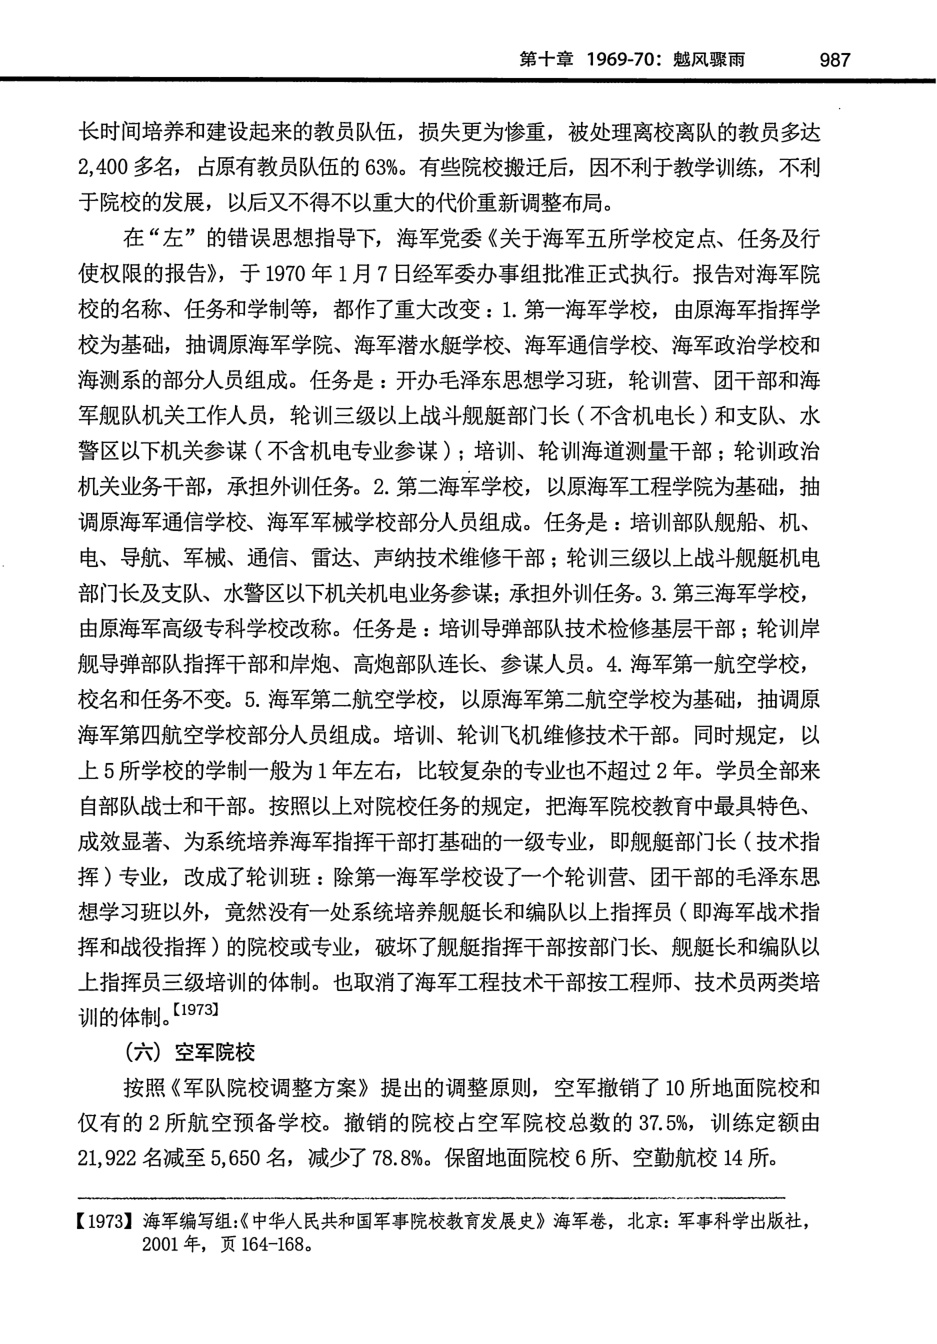 第十章 1969-70：魆风骤雨 987
长时间培养和建设起来的教员队伍，损失更为惨重，被处理离校离队的教员多达
2,400 多名，占原有教员队伍的 63%。有些院校搬迁后，因不利于教学训练，不利
于院校的发展，以后又不得不以重大的代价重新调整布局。
在“左”的错误思想指导下，海军党委《关于海军五所学校定点、任务及行
使权限的报告》，于 1970 年 1 月 7 日经军委办事组批准正式执行。报告对海军院
校的名称、任务和学制等，都作了重大改变：1. 第一海军学校，由原海军指挥学
校为基础，抽调原海军学院、海军潜水艇学校、海军通信学校、海军政治学校和
海测系的部分人员组成。任务是：开办毛泽东思想学习班，轮训营、团干部和海
军舰队机关工作人员，轮训三级以上战斗舰艇部门长（不含机电长）和支队、水
警区以下机关参谋（不含机电专业参谋）；培训、轮训海道测量干部；轮训政治
机关业务干部，承担外训任务。2. 第二海军学校，以原海军工程学院为基础，抽
调原海军通信学校、海军军械学校部分人员组成。任务是：培训部队舰船、机、
电、导航、军械、通信、雷达、声纳技术维修干部；轮训三级以上战斗舰艇机电
部门长及支队、水警区以下机关机电业务参谋；承担外训任务。3. 第三海军学校，
由原海军高级专科学校改称。任务是：培训导弹部队技术检修基层干部；轮训岸
舰导弹部队指挥干部和岸炮、高炮部队连长、参谋人员。4. 海军第一航空学校，
校名和任务不变。5. 海军第二航空学校，以原海军第二航空学校为基础，抽调原
海军第四航空学校部分人员组成。培训、轮训飞机维修技术干部。同时规定，以
上 5 所学校的学制一般为 1 年左右，比较复杂的专业也不超过 2 年。学员全部来
自部队战士和干部。按照以上对院校任务的规定，把海军院校教育中最具特色、
成效显著、为系统培养海军指挥干部打基础的一级专业，即舰艇部门长（技术指
挥）专业，改成了轮训班：除第一海军学校设了一个轮训营、团干部的毛泽东思
想学习班以外，竟然没有一处系统培养舰艇长和编队以上指挥员（即海军战术指
挥和战役指挥）的院校或专业，破坏了舰艇指挥干部按部门长、舰艇长和编队以
上指挥员三级培训的体制。也取消了海军工程技术干部按工程师、技术员两类培
训的体制。【1973】
（六）空军院校
按照《军队院校调整方案》提出的调整原则，空军撤销了 10 所地面院校和
仅有的 2 所航空预备学校。撤销的院校占空军院校总数的 37.5%，训练定额由
21,922 名减至 5,650 名，减少了 78.8%。保留地面院校 6 所、空勤航校 14 所。
【1973】海军编写组：《中华人民共和国军事院校教育发展史》海军卷，北京：军事科学出版社，
2001 年，页 164-168。